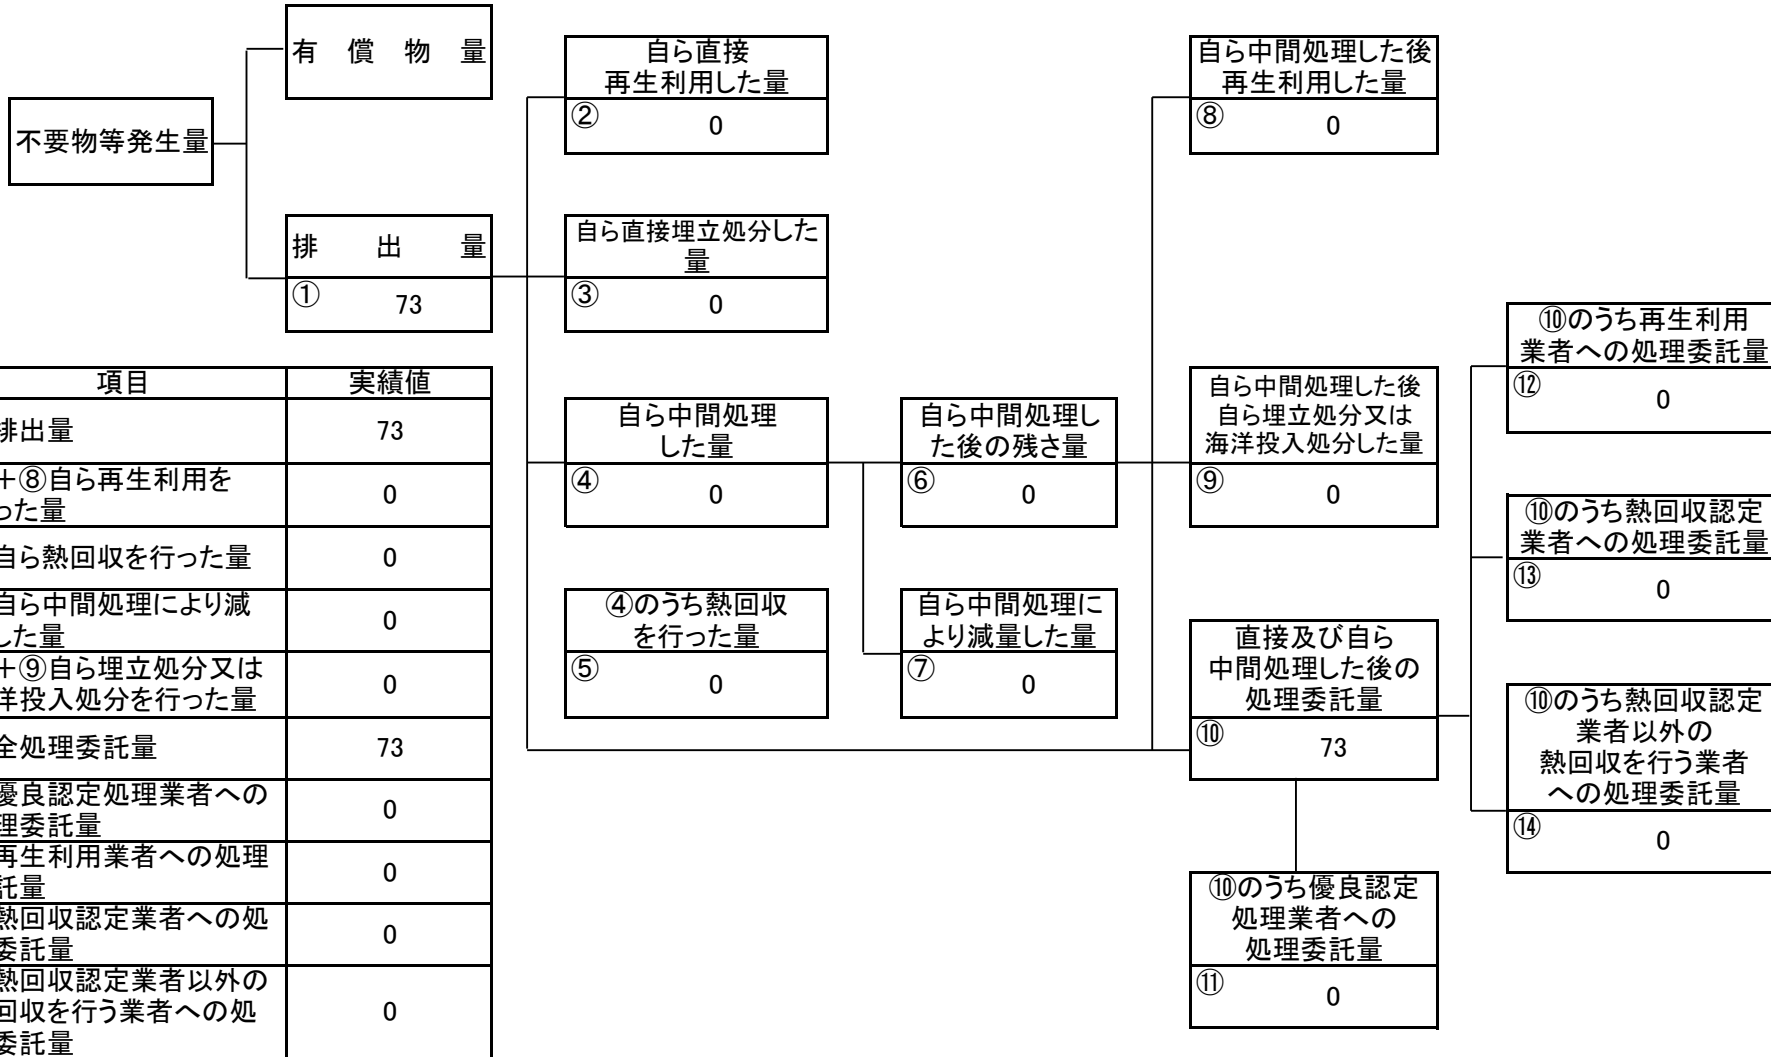 有 償 物 量
不要物等発生量
排 出 量
① 73
自ら直接
再生利用した量
② 0
自ら直接埋立処分した
量
③ 0
自ら中間処理
した量
④ 0
④のうち熱回収
を行った量
⑤ 0
自ら中間処理し
た後の残さ量
⑥ 0
自ら中間処理に
より減量した量
⑦ 0
自ら中間処理した後
再生利用した量
⑧ 0
自ら中間処理した後
自ら埋立処分又は
海洋投入処分した量
⑨ 0
直接及び自ら
中間処理した後の
処理委託量
⑩ 73
⑩のうち優良認定
処理業者への
処理委託量
⑪ 0
⑩のうち再生利用
業者への処理委託量
⑫ 0
⑩のうち熱回収認定
業者への処理委託量
⑬ 0
⑩のうち熱回収認定
業者以外の
熱回収を行う業者
への処理委託量
⑭ 0
項目 実績値
排出量 73
+⑧自ら再生利用を
った量 0
自ら熱回収を行った量 0
自ら中間処理により減
した量 0
+⑨自ら埋立処分又は
洋投入処分を行った量 0
全処理委託量 73
優良認定処理業者への
理委託量 0
再生利用業者への処理
託量 0
熱回収認定業者への処
委託量 0
熱回収認定業者以外の
回収を行う業者への処
委託量 0